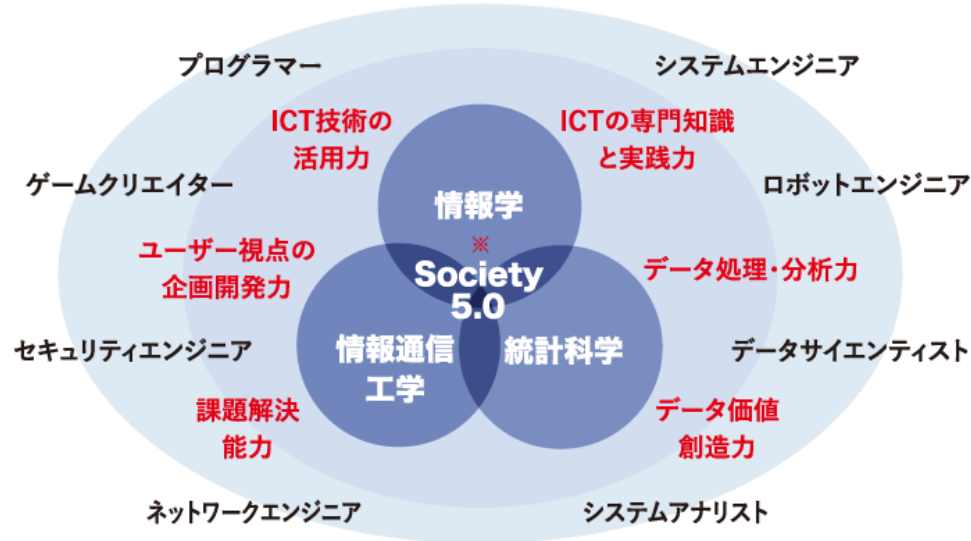 プログラマー
システムエンジニア
ICT技術の
活用力
ICTの専門知識
と実践力
ゲームクリエイター
ロボットエンジニア
情報学
※
Society
5.0
ユーザー視点の
企画開発力
データ処理・分析力
セキュリティエンジニア
情報通信
工学
統計科学
データサイエンティスト
課題解決
能力
データ価値
創造力
ネットワークエンジニア
システムアナリスト